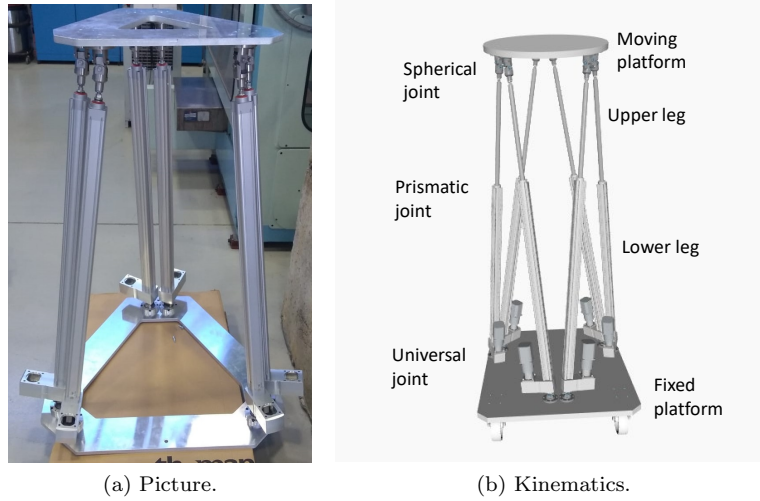 Spherical
joint
Moving
platform
Upper leg
Prismatic
joint
Lower leg
Universal
joint
Fixed
platform
(a) Picture.
(b) Kinematics.